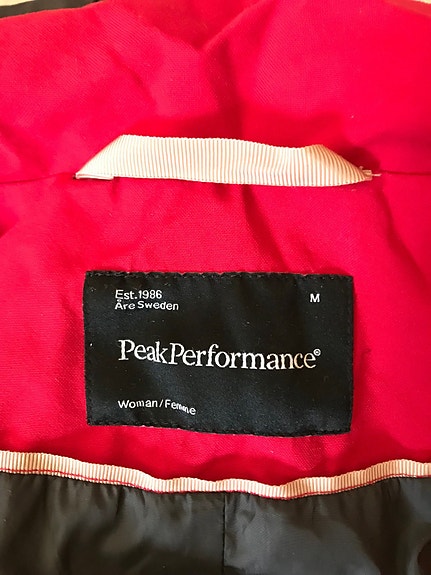 Est.1986
M
Åre Sweden
PeakPerformance®
Woman/Femme